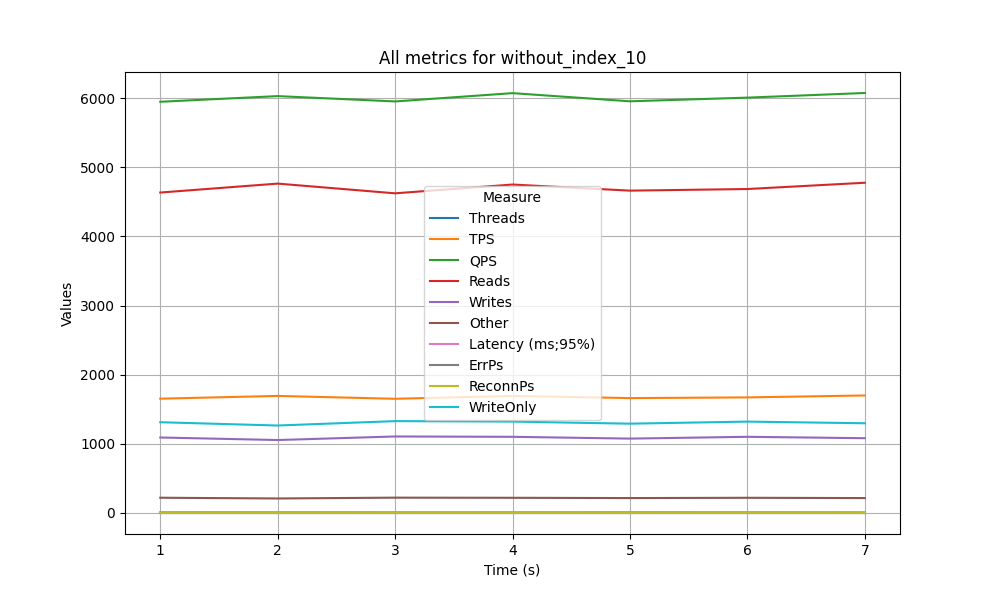 All metrics for without_index_10
6000
5000
4000
3000
2000
1000
0
Values
Measure
Threads
TPS
QPS
Reads
Writes
Other
Latency (ms;95%)
ErrPs
ReconnPs
WriteOnly
1 2 3 4 5 6 7
Time (s)